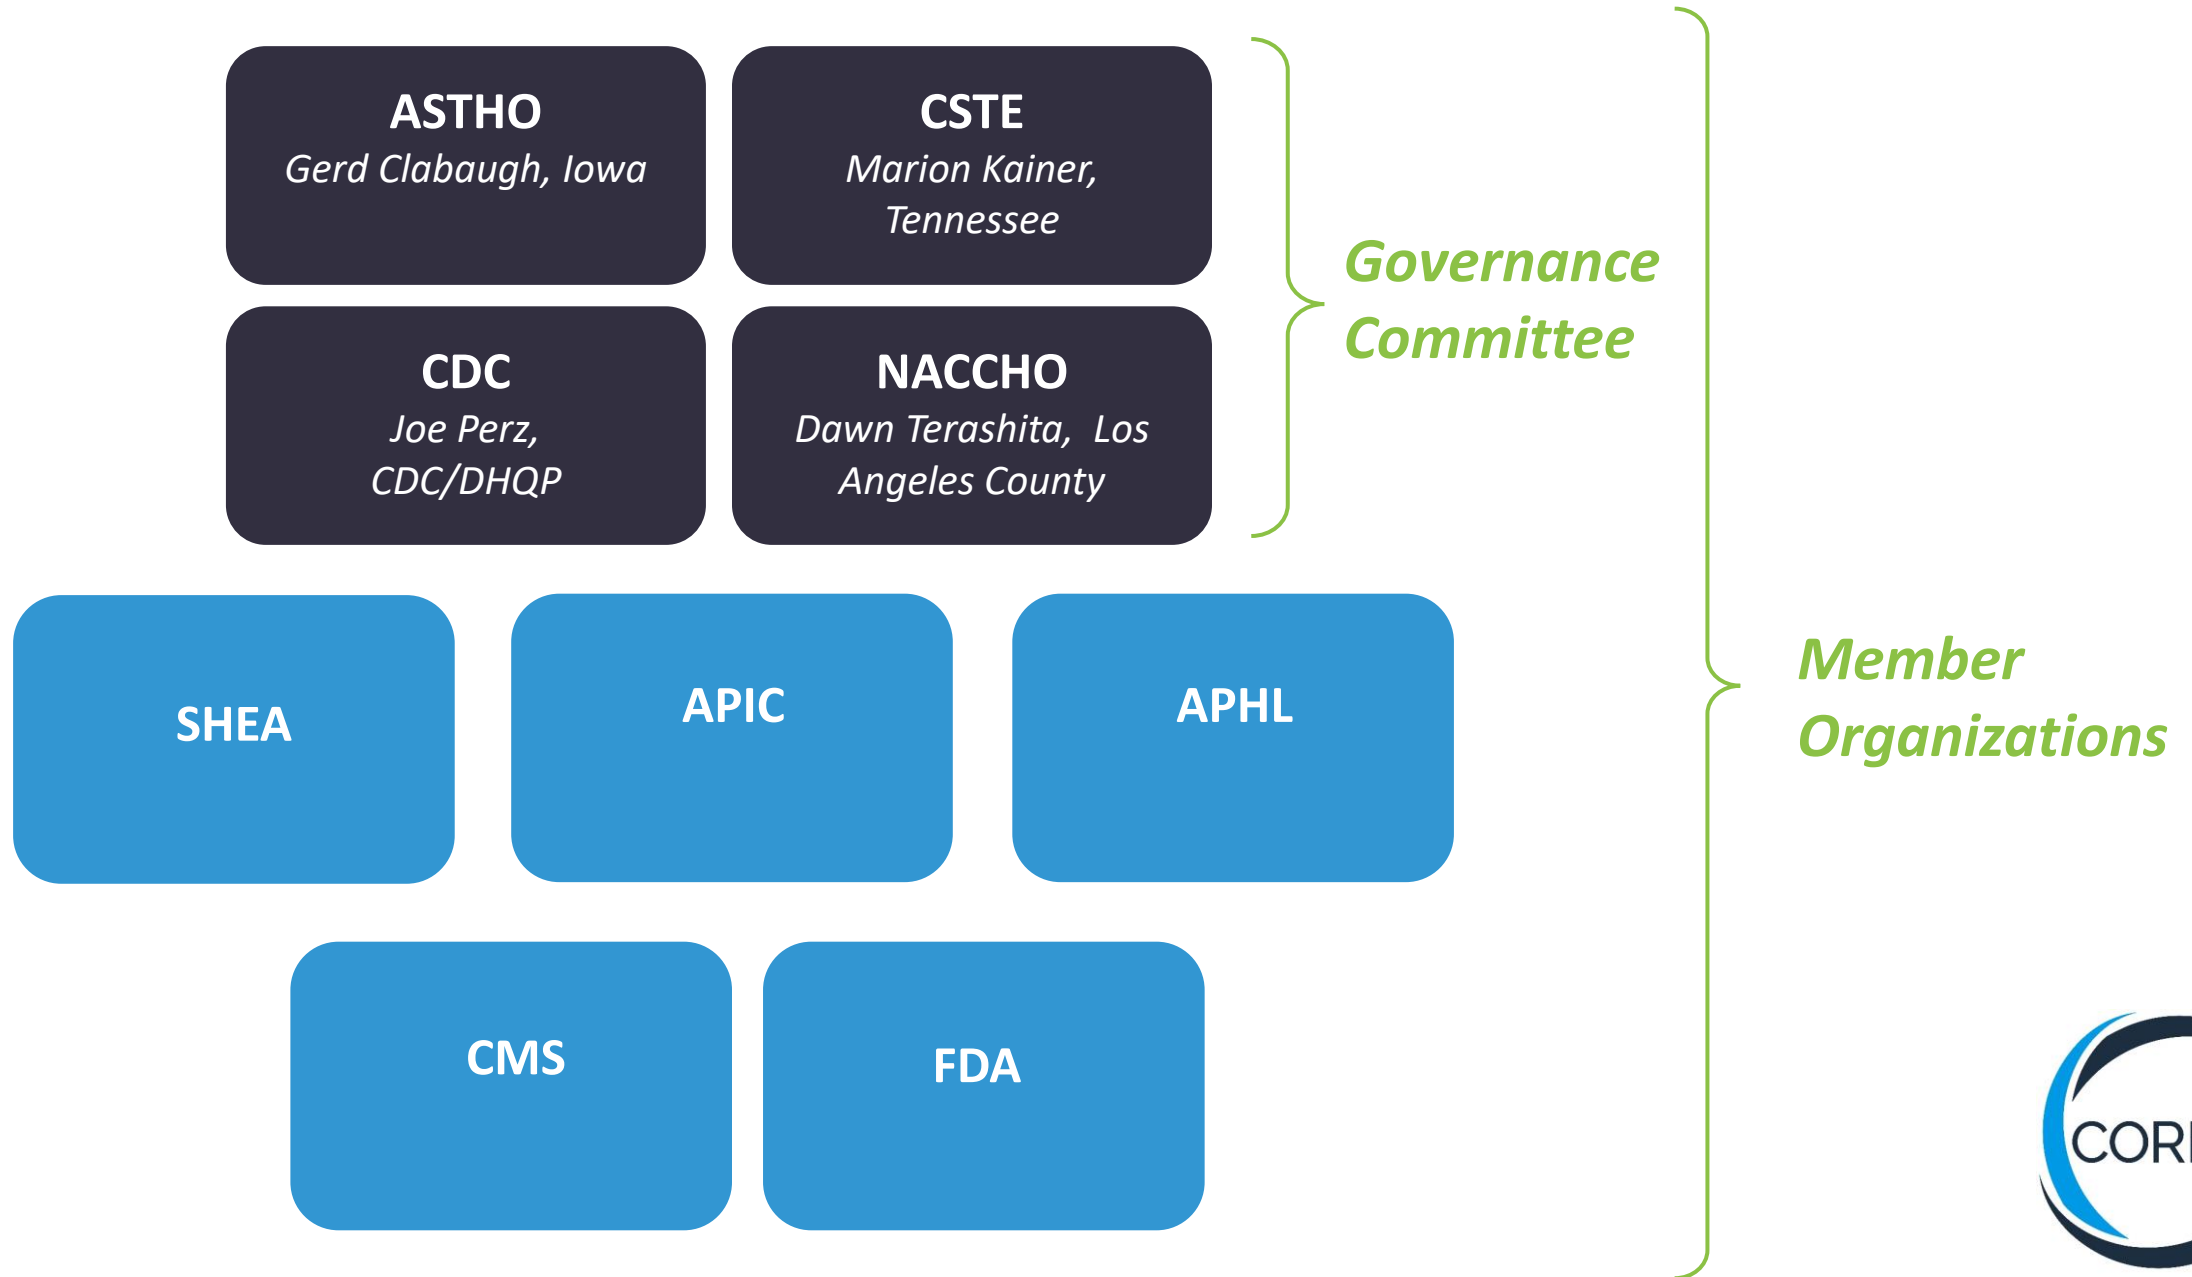 ASTHO
Gerd Clabaugh, Iowa
CSTE
Marion Kainer,
Tennessee
CDC
Joe Perz,
CDC/DHQP
NACCHO
Dawn Terashita, Los
Angeles County
Governance
Committee
SHEA
APIC
APHL
Member
Organizations
CMS
FDA